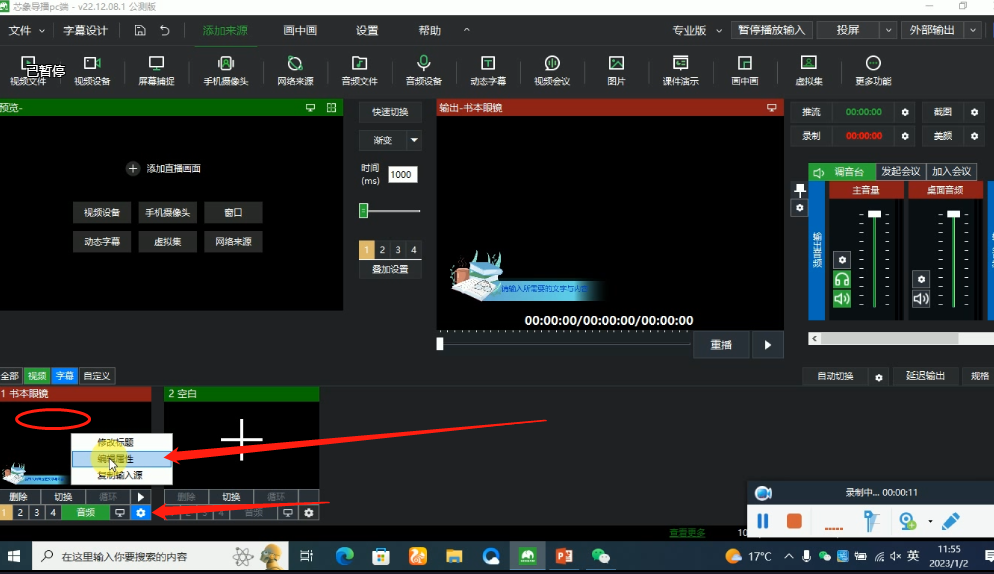 芯象导播pc端 - v22.12.08.1 公测版
文件 字幕设计 添加来源 画中画 设置 帮助 专业版 暂停播放输入 投屏 外部输出
已暂停
视频文件 视频设备 屏幕捕捉 手机摄像头 网络来源 音频文件 音频设备 动态字幕 视频会议 图片 课件演示 画中画 虚拟集 更多功能
预览-
快速切换
输出-书本眼镜
推流 00:00:00 截图
录制 00:00:00 美颜
渐变
添加直播画面
时间 (ms) 1000
调音台 发起会议 加入会议
主音量 桌面音频
视频设备 手机摄像头 窗口
动态字幕 虚拟集 网络来源
输出音频
1 2 3 4
叠加设置
请输入所需要的文字与内容
00:00:00/00:00:00/00:00:00
重播
全部 视频 字幕 自定义
自动切换 延迟输出 规格
1 书本眼镜
2 空白
修改标题
编辑属性
复制输入源
删除 切换 循环
删除 切换 循环
1 2 3 4 音频
1 2 3 4 音频
录制中... 00:00:11
查看更多
在这里输入你要搜索的内容
17°C
英
11:55
2023/1/2